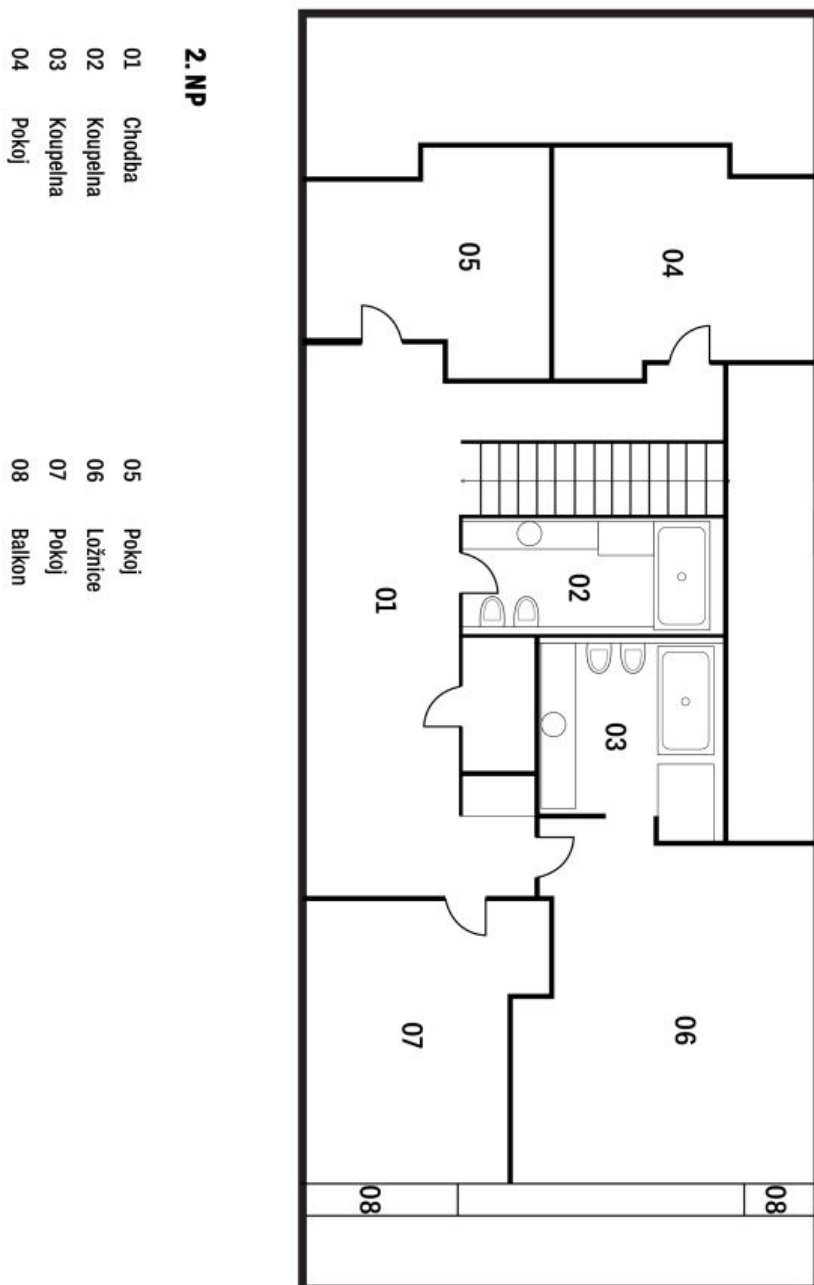 2. NP
01 Chodba
02 Koupelna
03 Koupelna
04 Pokoj
05 Pokoj
06 Ložnice
07 Pokoj
08 Balkon
05
04
01
02
03
07
06
08
08